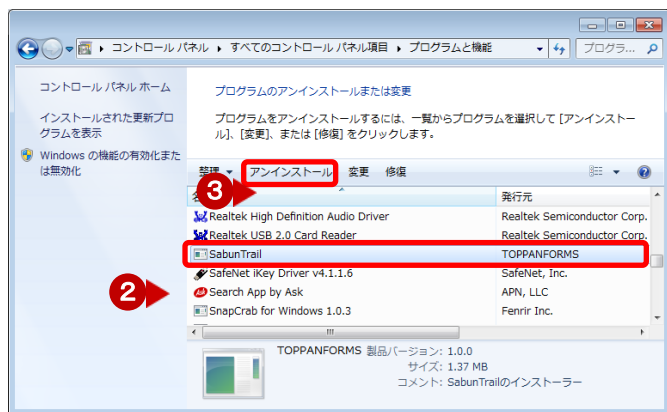 コントロール パネル ▸ すべてのコントロール パネル項目 ▸ プログラムと機能
プログラ...
コントロール パネル ホーム
インストールされた更新プロ
グラムを表示
Windows の機能の有効化また
は無効化
プログラムのアンインストールまたは変更
プログラムをアンインストールするには、一覧からプログラムを選択して [アンインストー
ル]、[変更]、または [修復] をクリックします。
整理 アンインストール 変更 修復
3
発行元
Realtek High Definition Audio Driver Realtek Semiconductor Corp.
Realtek USB 2.0 Card Reader Realtek Semiconductor Corp.
SabunTrail TOPPANFORMS
SafeNet iKey Driver v4.1.1.6 SafeNet, Inc.
2
Ask Search App by Ask APN, LLC
SnapCrab for Windows 1.0.3 Fenrir Inc.
TOPPANFORMS 製品バージョン: 1.0.0
サイズ: 1.37 MB
コメント: SabunTrailのインストーラー